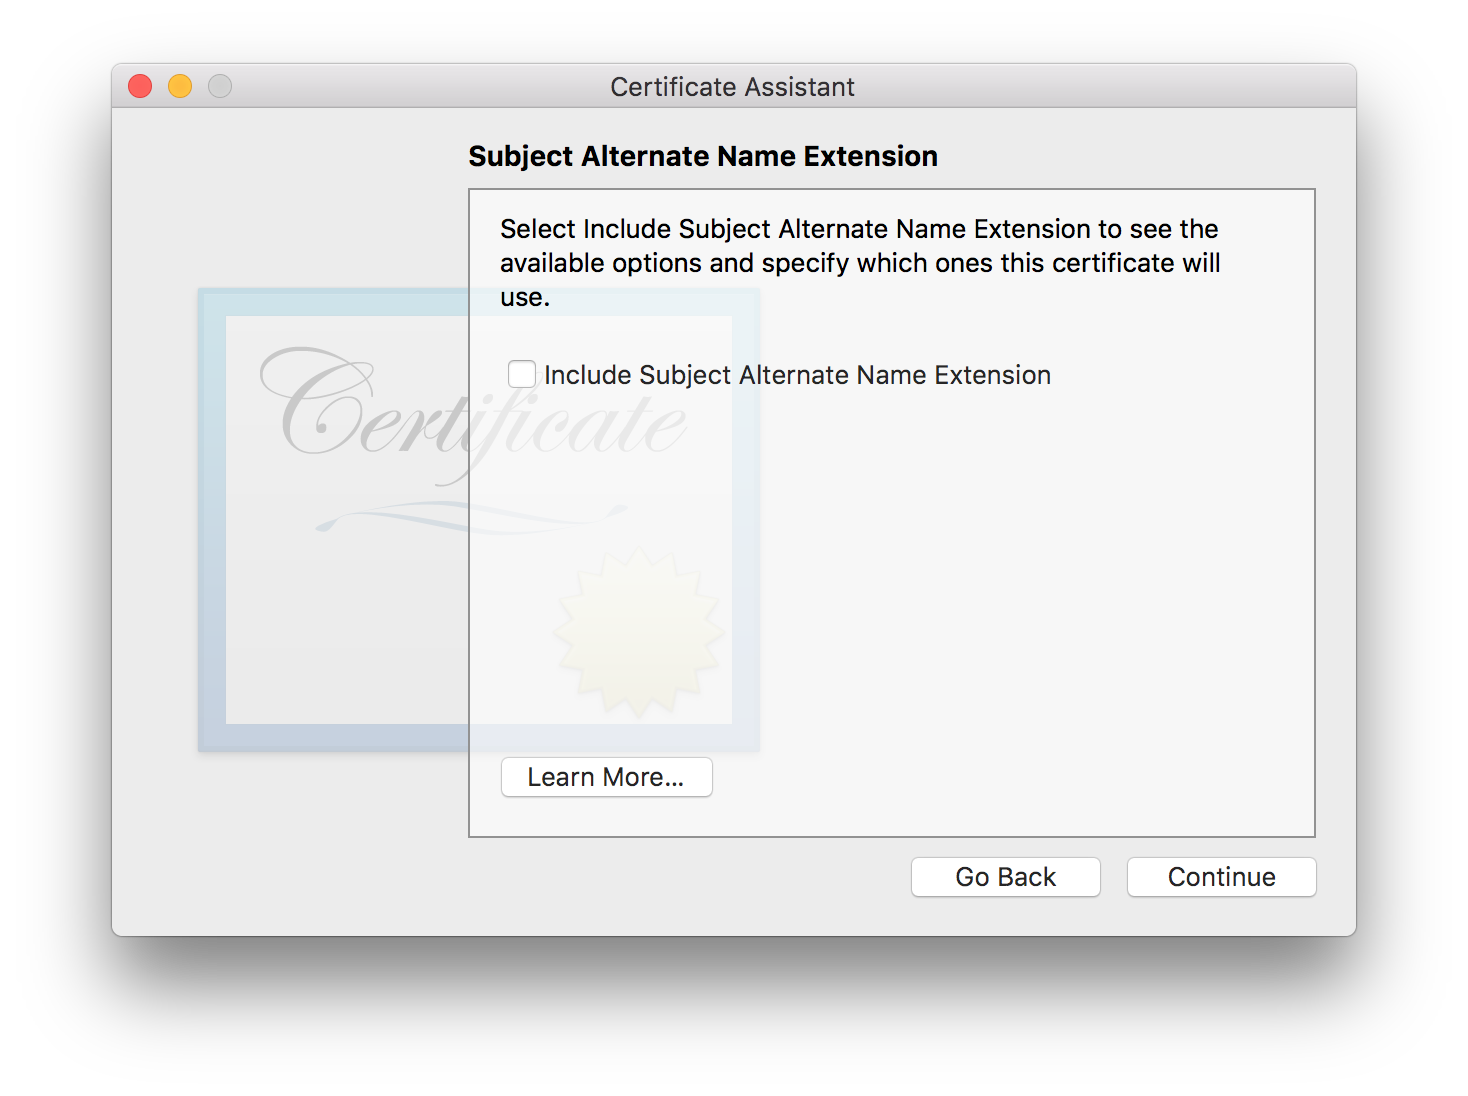 Certificate Assistant
Subject Alternate Name Extension
Select Include Subject Alternate Name Extension to see the
available options and specify which ones this certificate will
use.
Include Subject Alternate Name Extension
Certificate
Learn More...
Go Back
Continue